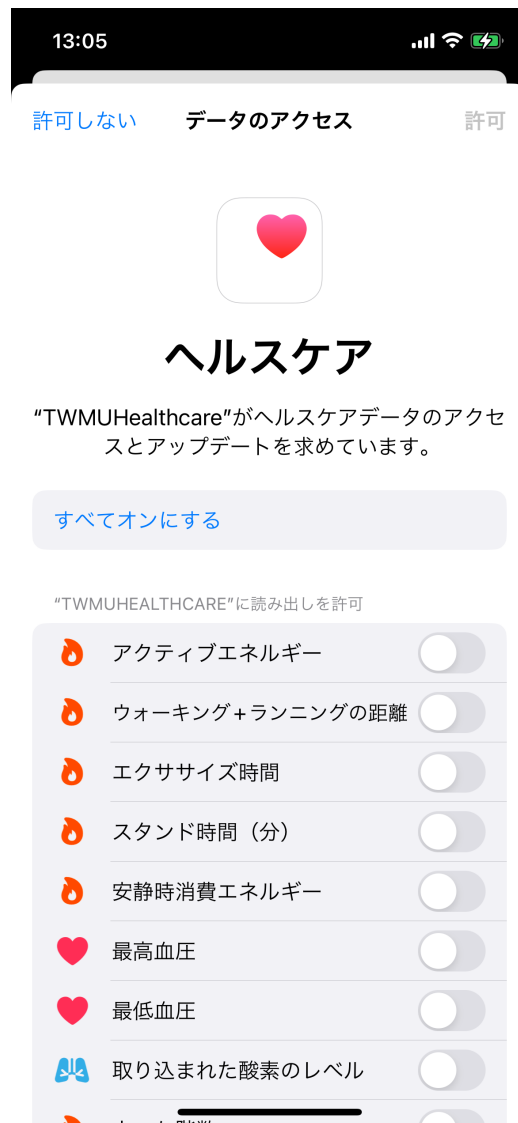 13:05
許可しない データのアクセス 許可
ヘルスケア
“TWMUHealthcare”がヘルスケアデータのアクセ
スとアップデートを求めています。
すべてオンにする
“TWMUHEALTHCARE”に読み出しを許可
アクティブエネルギー
ウォーキング+ランニングの距離
エクササイズ時間
スタンド時間（分）
安静時消費エネルギー
最高血圧
最低血圧
取り込まれた酸素のレベル